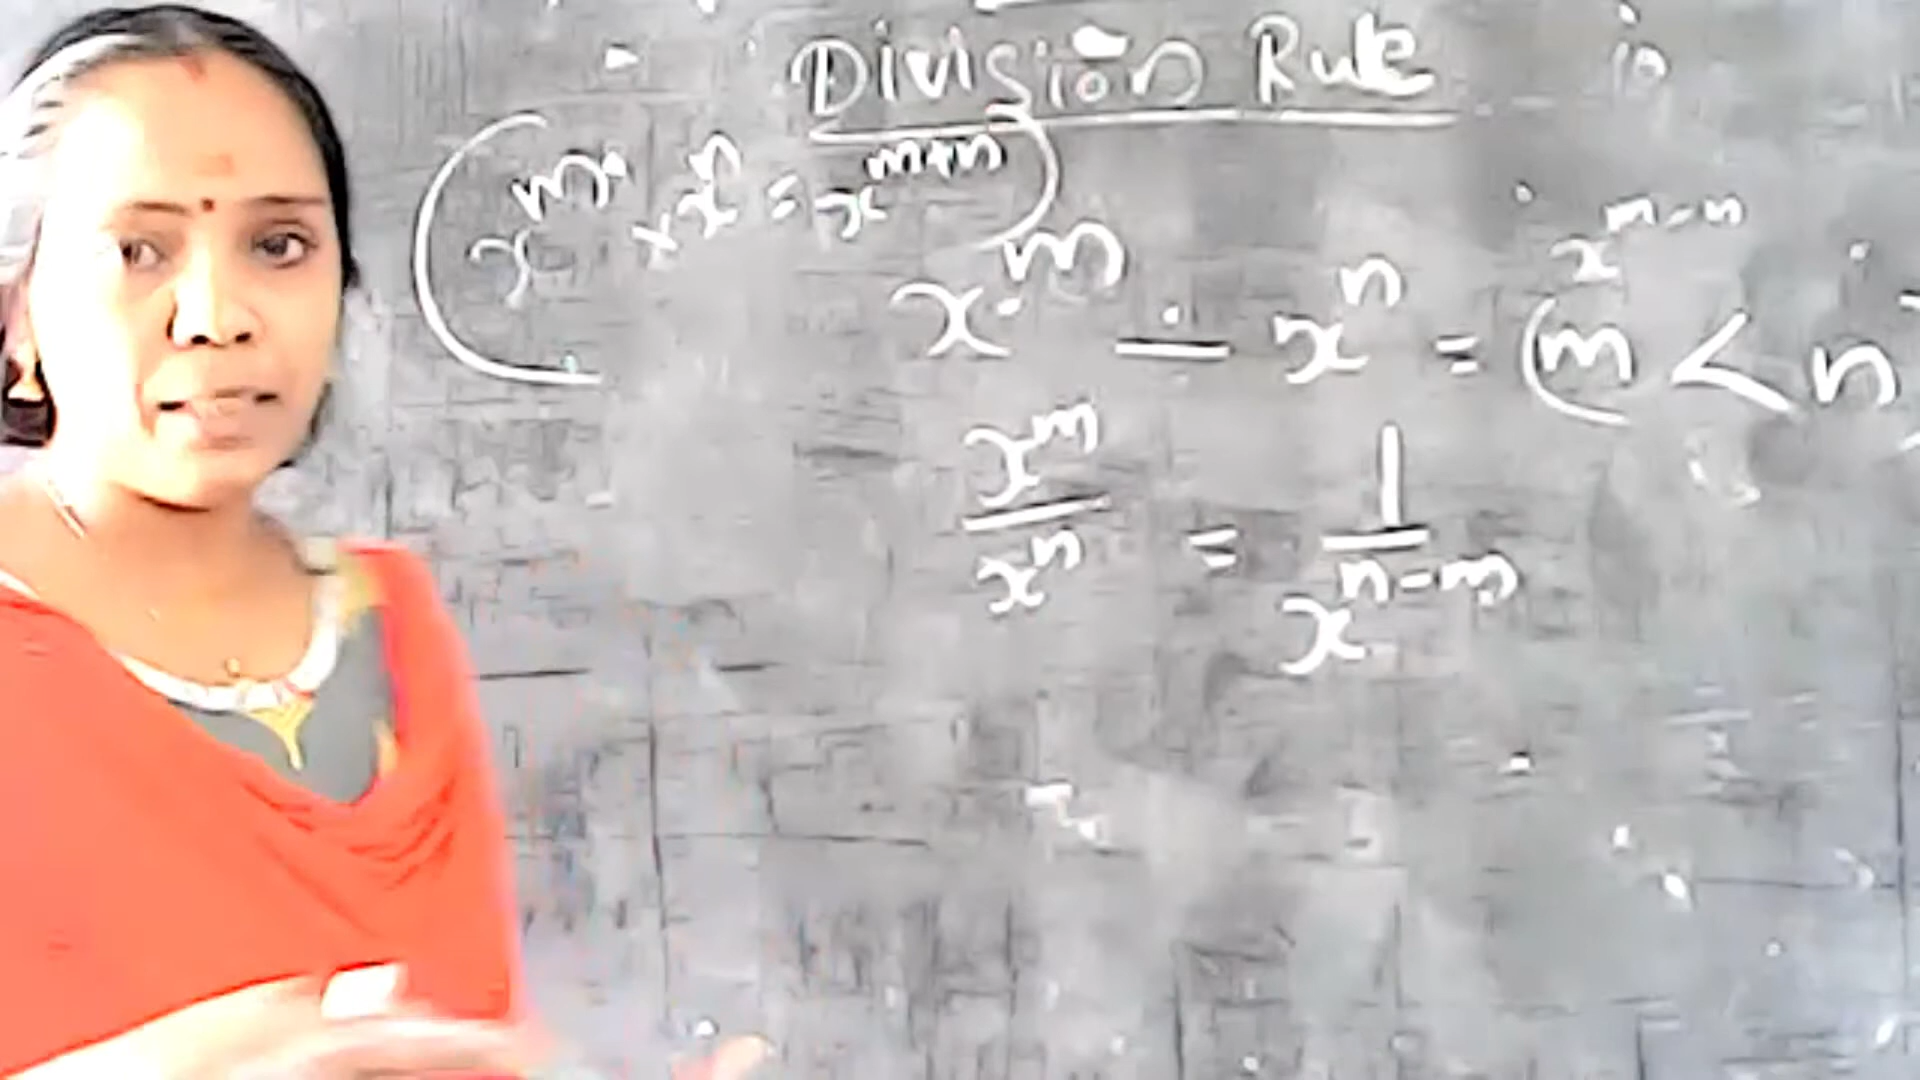 Division Rule
(x^m × x^n = x^{m+n})
x^m ÷ x^n = (m < n) x^{m-n}
x^m / x^n = 1 / x^{n-m}